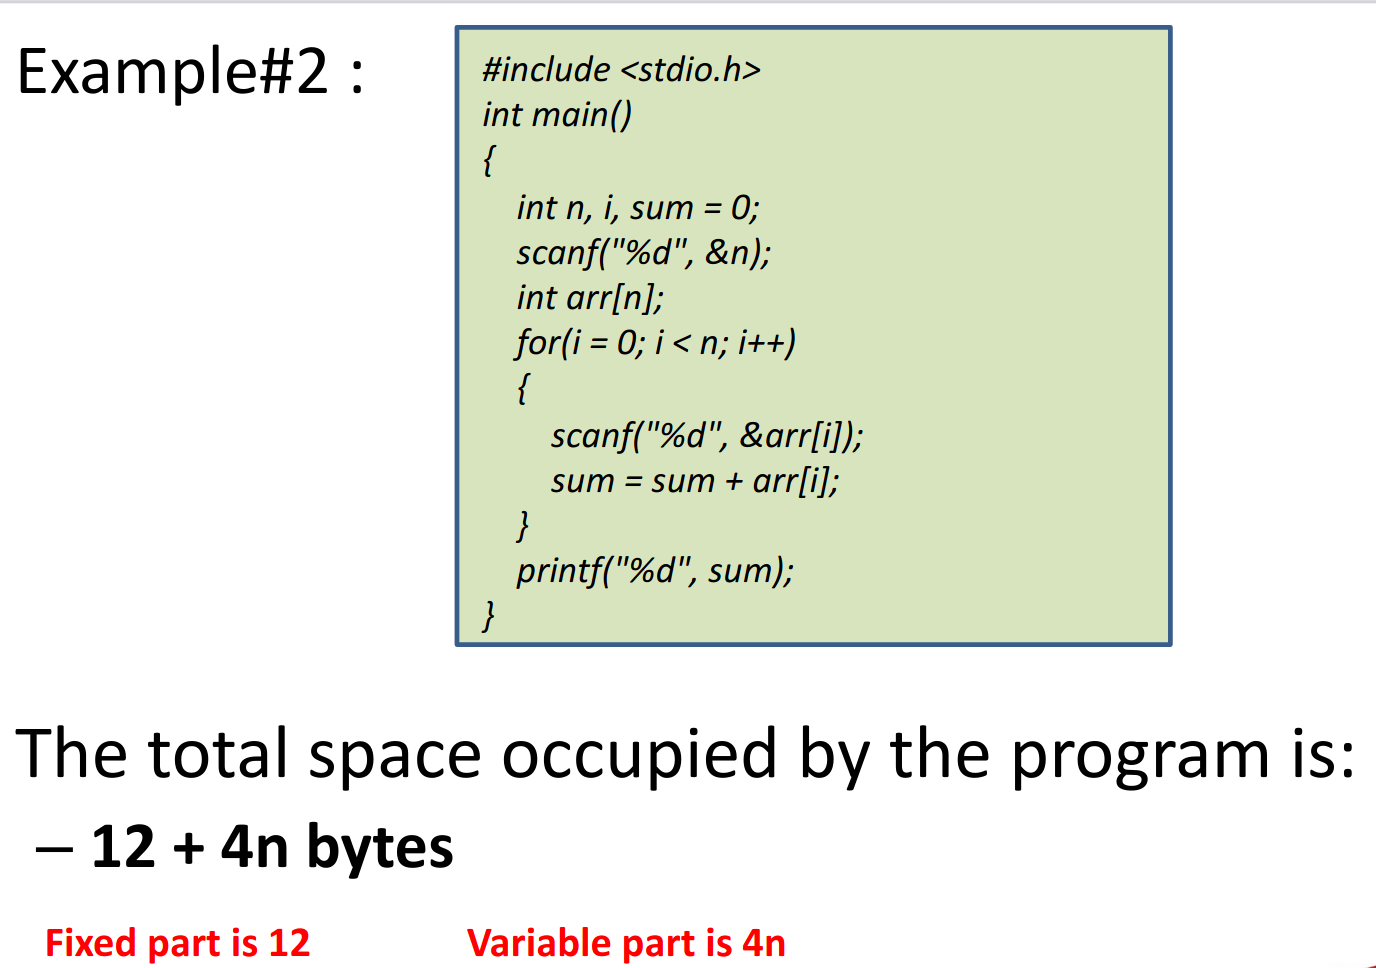 Example#2 :
#include <stdio.h>
int main()
{
int n, i, sum = 0;
scanf("%d", &n);
int arr[n];
for(i = 0; i < n; i++)
{
scanf("%d", &arr[i]);
sum = sum + arr[i];
}
printf("%d", sum);
}
The total space occupied by the program is:
– 12 + 4n bytes
Fixed part is 12 Variable part is 4n